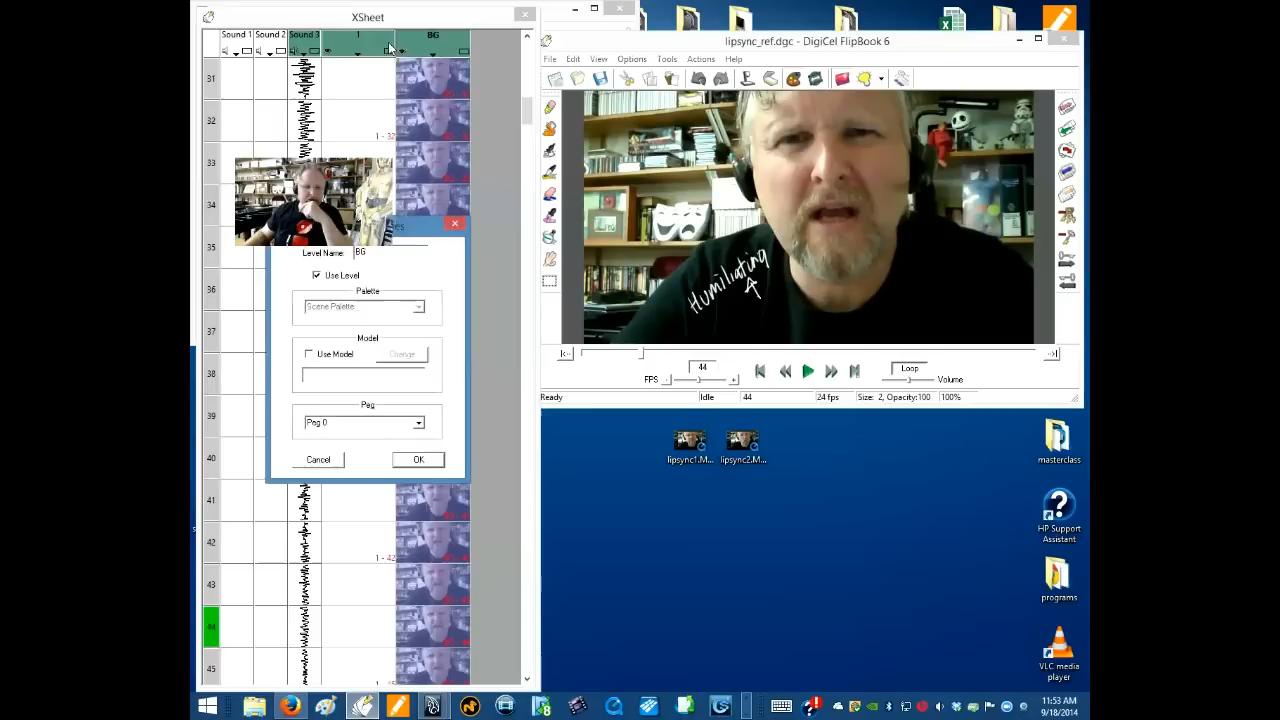 XSheet
Sound 1 Sound 2 Sound 3 1 BG
31
32
1 - 32
33
34
35
36
37
38
39
40
41
42
1 - 42
43
44
45
Level Name: BG
Use Level
Palette
Scene Palette
Model
Use Model Change
Peg
Peg 0
Cancel OK
lipsync_ref.dgc - DigiCel FlipBook 6
File Edit Options Tools Actions Help
Humiliating
44
Loop
FPS - + Volume
Ready Idle 44 24 fps Size: 2, Opacity:100 100%
lipsync1.M... lipsync2.M...
masterclass
HP Support
Assistant
programs
VLC media
player
11:53 AM
9/18/2014